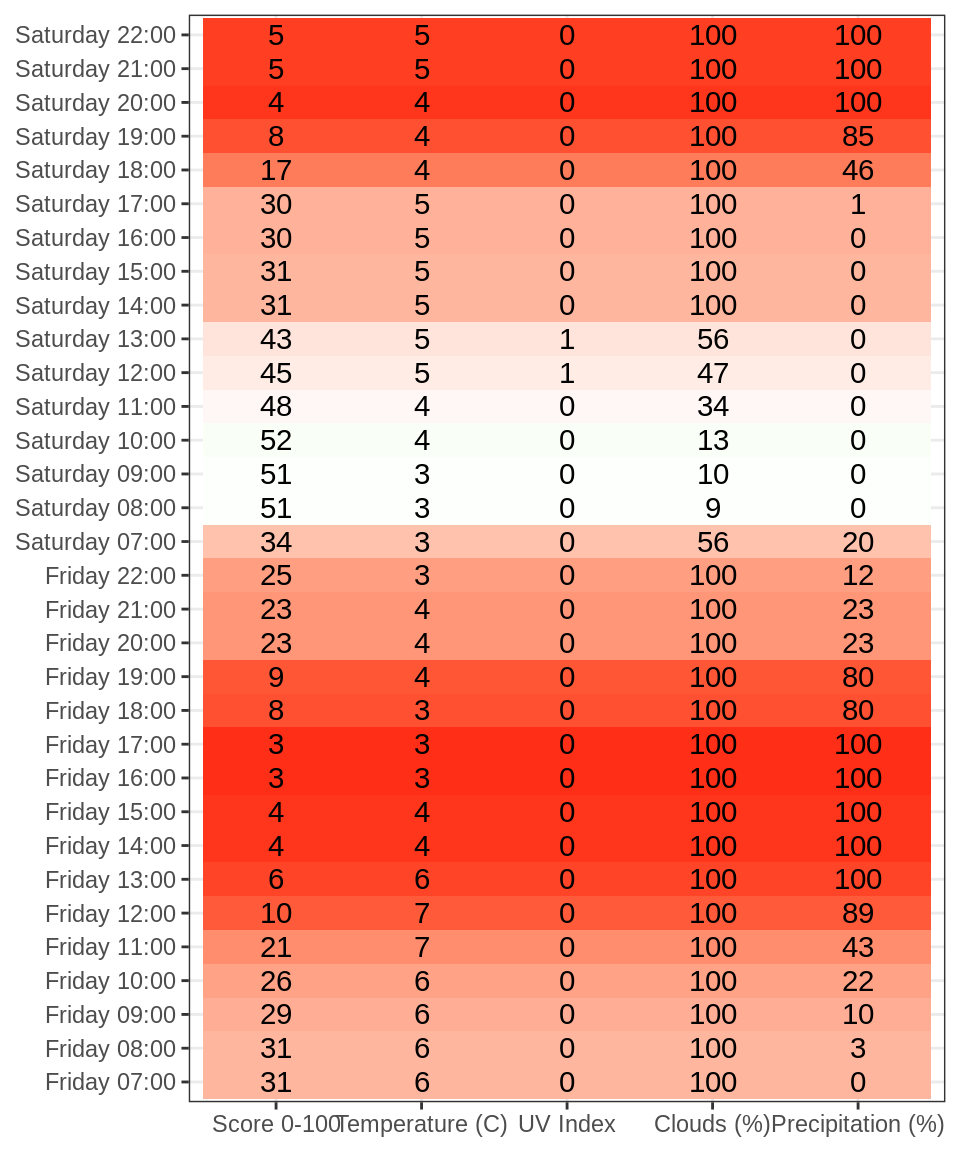 Saturday 22:00 5 5 0 100 100
Saturday 21:00 5 5 0 100 100
Saturday 20:00 4 4 0 100 100
Saturday 19:00 8 4 0 100 85
Saturday 18:00 17 4 0 100 46
Saturday 17:00 30 5 0 100 1
Saturday 16:00 30 5 0 100 0
Saturday 15:00 31 5 0 100 0
Saturday 14:00 31 5 0 100 0
Saturday 13:00 43 5 1 56 0
Saturday 12:00 45 5 1 47 0
Saturday 11:00 48 4 0 34 0
Saturday 10:00 52 4 0 13 0
Saturday 09:00 51 3 0 10 0
Saturday 08:00 51 3 0 9 0
Saturday 07:00 34 3 0 56 20
Friday 22:00 25 3 0 100 12
Friday 21:00 23 4 0 100 23
Friday 20:00 23 4 0 100 23
Friday 19:00 9 4 0 100 80
Friday 18:00 8 3 0 100 80
Friday 17:00 3 3 0 100 100
Friday 16:00 3 3 0 100 100
Friday 15:00 4 4 0 100 100
Friday 14:00 4 4 0 100 100
Friday 13:00 6 6 0 100 100
Friday 12:00 10 7 0 100 89
Friday 11:00 21 7 0 100 43
Friday 10:00 26 6 0 100 22
Friday 09:00 29 6 0 100 10
Friday 08:00 31 6 0 100 3
Friday 07:00 31 6 0 100 0
Score 0-100 Temperature (C) UV Index Clouds (%) Precipitation (%)